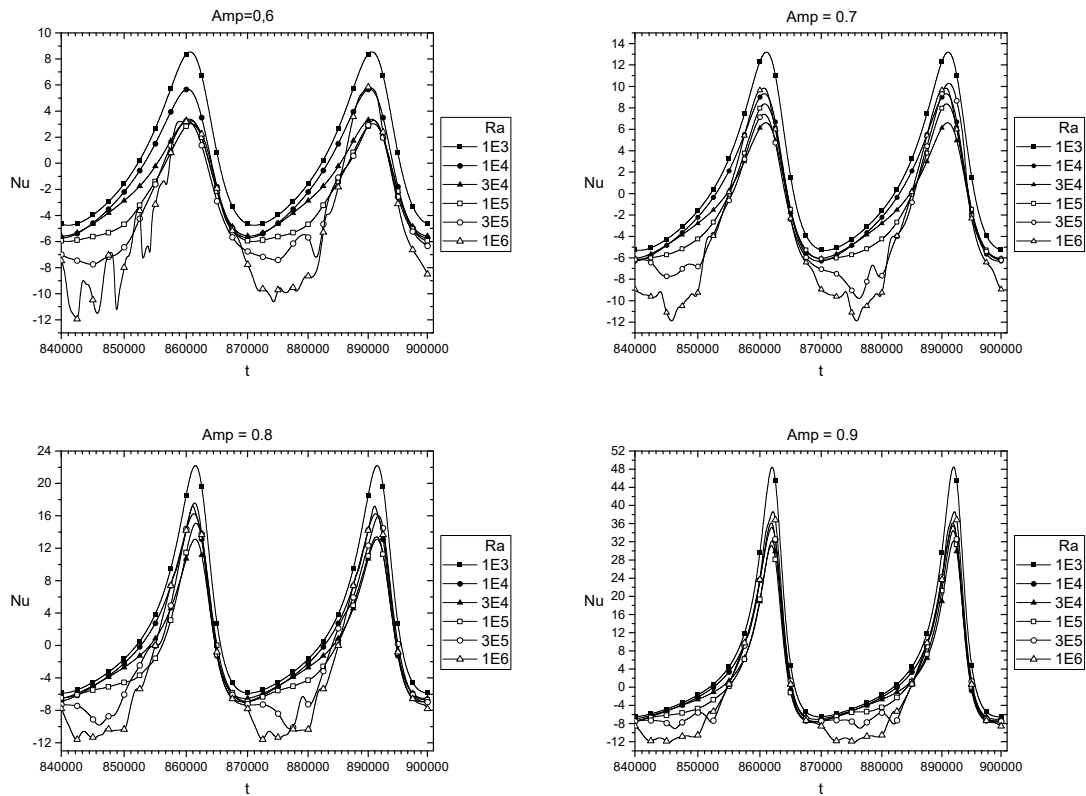 Amp=0,6
10
8
6
4
2
0
-2
-4
-6
-8
-10
-12
Nu
840000 850000 860000 870000 880000 890000 900000
t
Ra
1E3
1E4
3E4
1E5
3E5
1E6
Amp = 0.7
14
12
10
8
6
4
2
0
-2
-4
-6
-8
-10
-12
Nu
840000 850000 860000 870000 880000 890000 900000
t
Ra
1E3
1E4
3E4
1E5
3E5
1E6
Amp = 0.8
24
20
16
12
8
4
0
-4
-8
-12
Nu
840000 850000 860000 870000 880000 890000 900000
t
Ra
1E3
1E4
3E4
1E5
3E5
1E6
Amp = 0.9
52
48
44
40
36
32
28
24
20
16
12
8
4
0
-4
-8
-12
Nu
840000 850000 860000 870000 880000 890000 900000
t
Ra
1E3
1E4
3E4
1E5
3E5
1E6